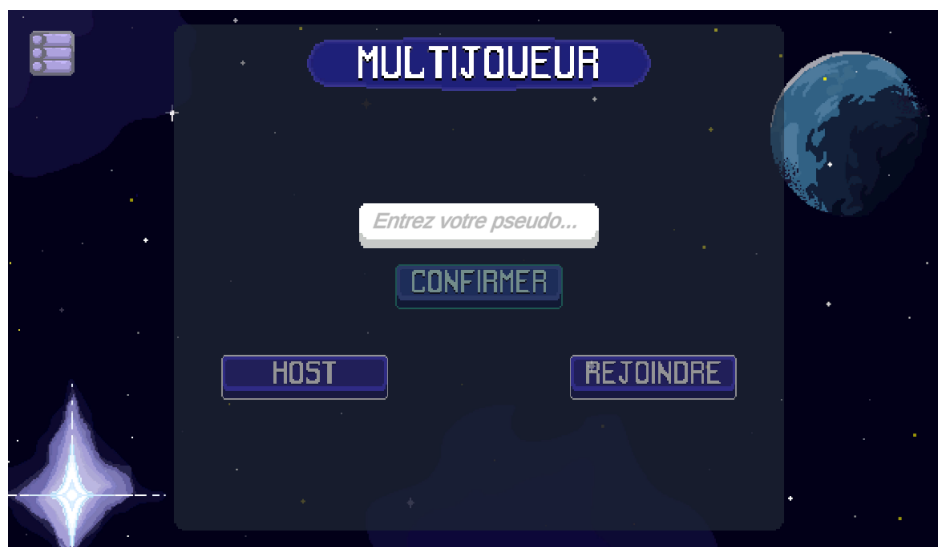 MULTIJOUEUR
Entrez votre pseudo...
CONFIRMER
HOST
REJOINDRE